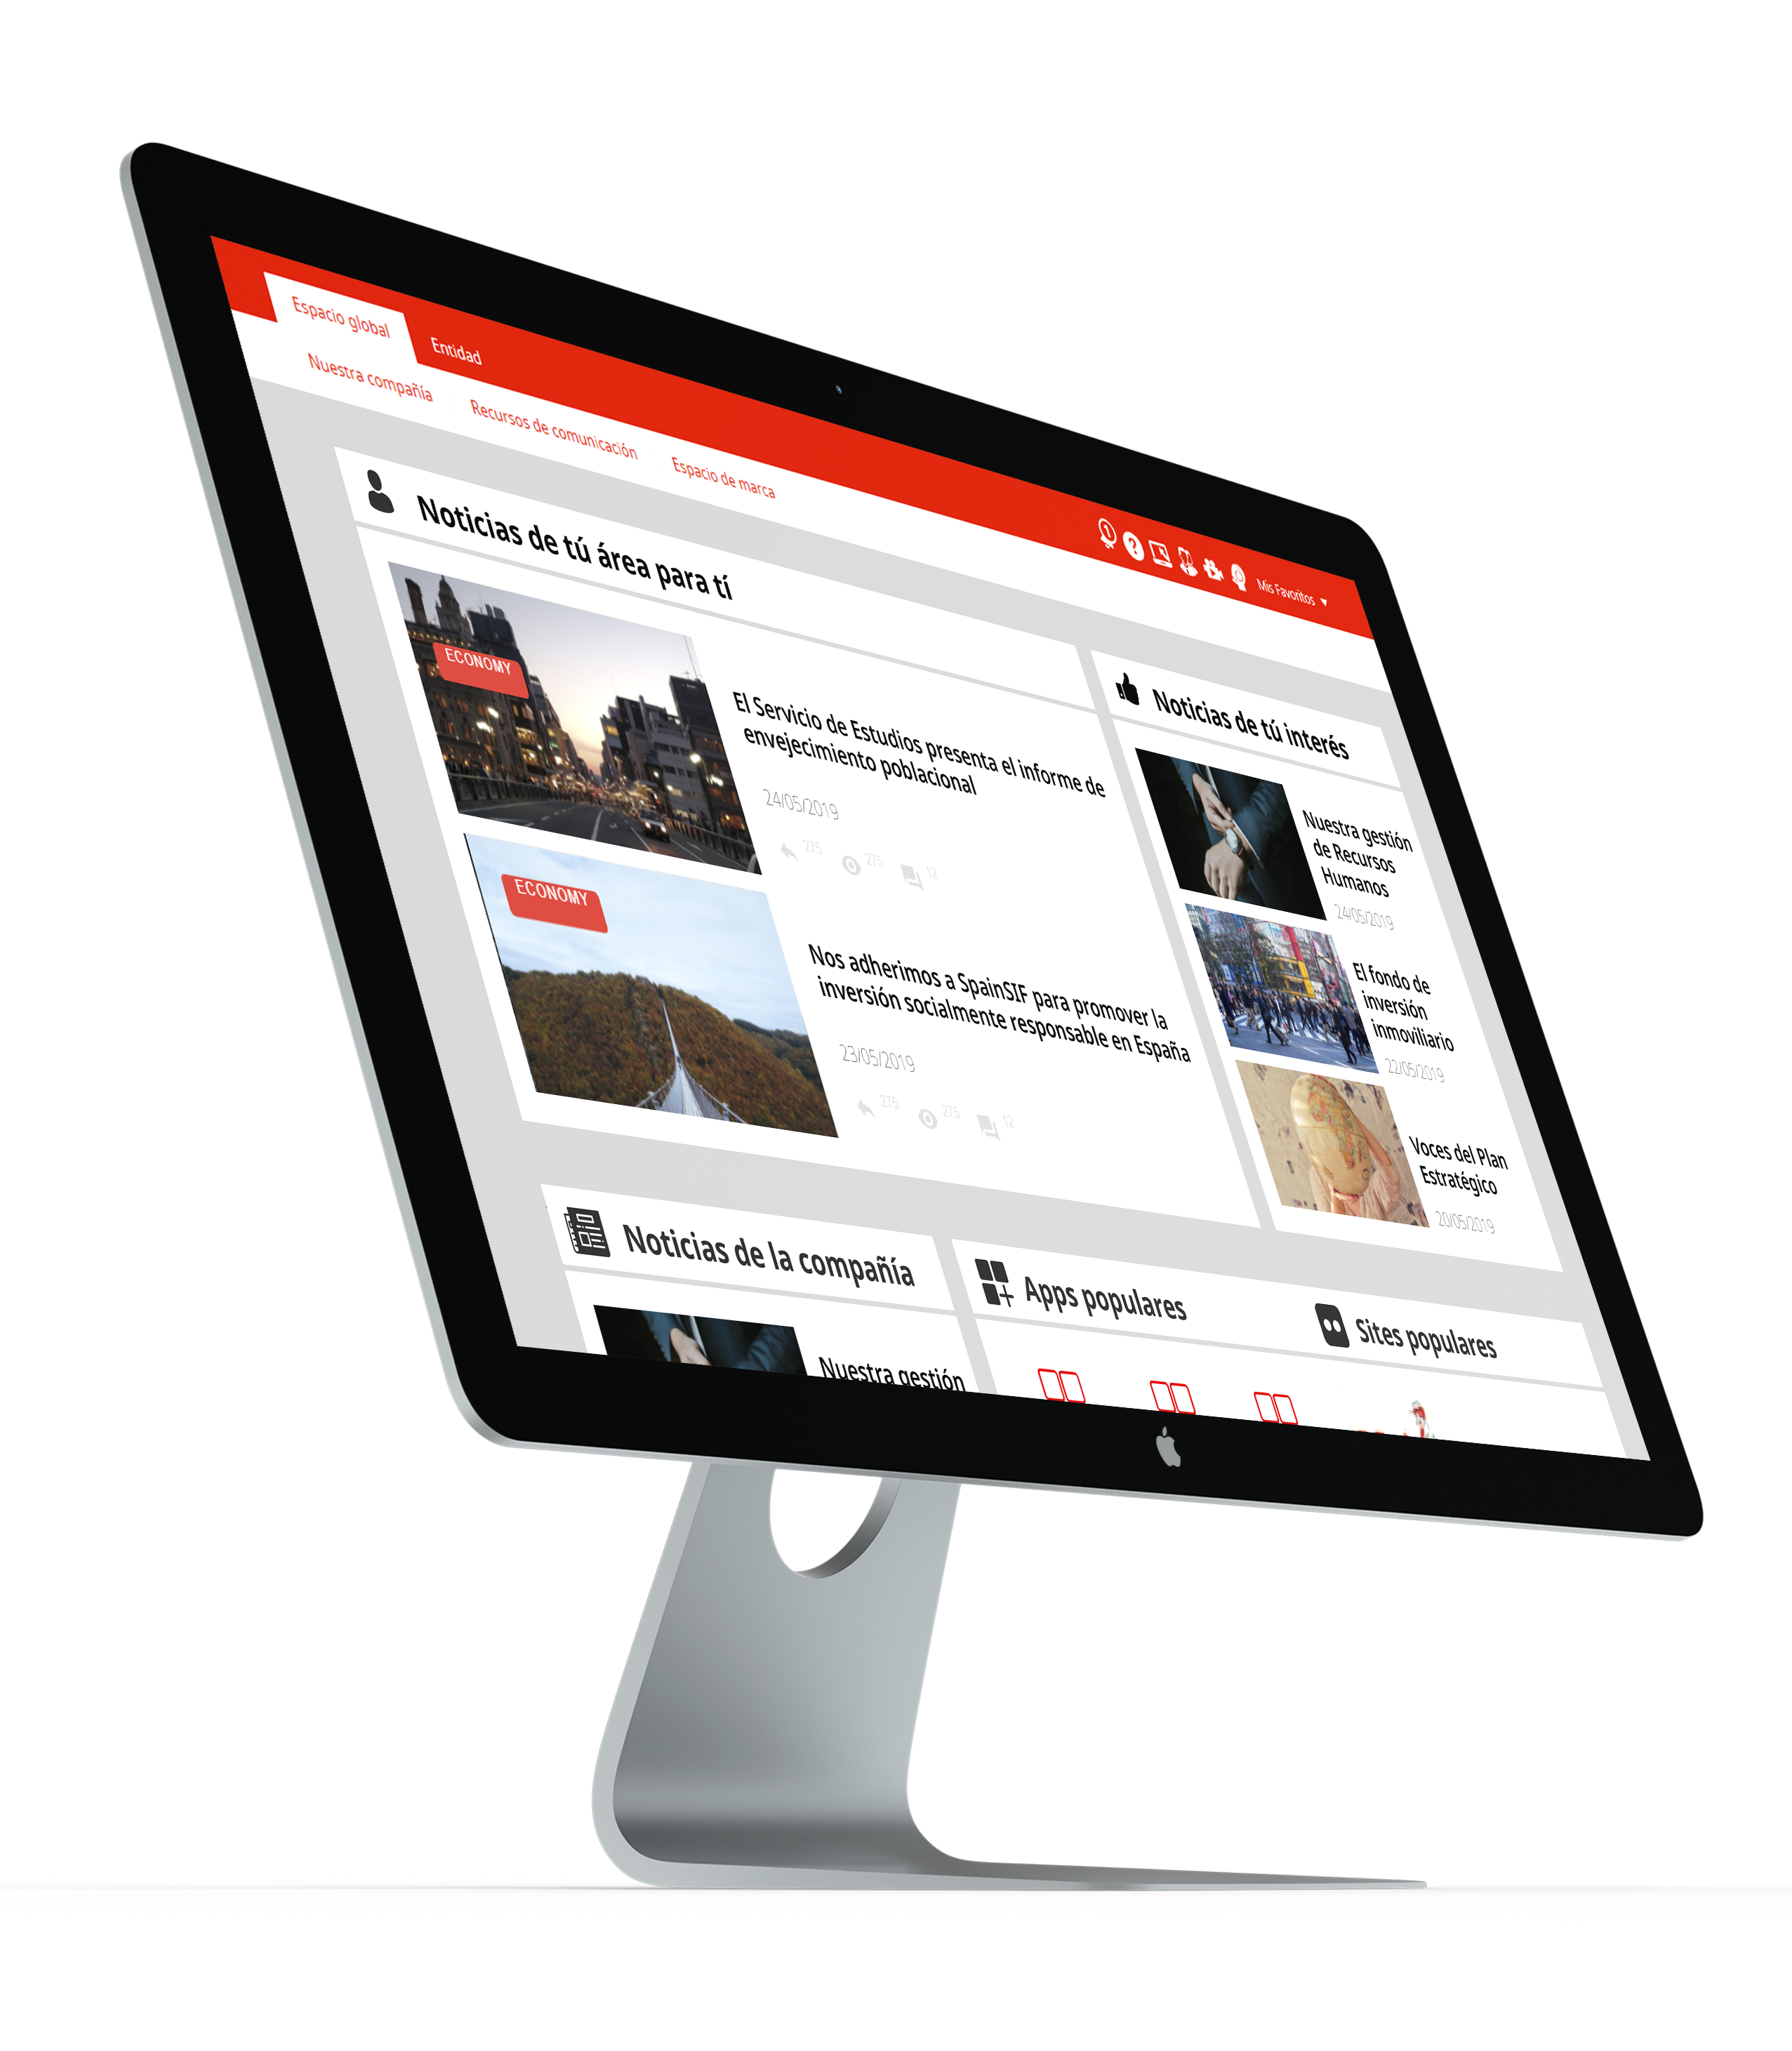 Espacio global
Entidad
Nuestra compañía
Recursos de comunicación
Espacio de marca
Mis Favoritos
Noticias de tú área para tí
ECONOMY
El Servicio de Estudios presenta el informe de
envejecimiento poblacional
24/05/2019
275 275 12
ECONOMY
Nos adherimos a SpainSIF para promover la
inversión socialmente responsable en España
23/05/2019
275 275 12
Noticias de tú interés
Nuestra gestión
de Recursos
Humanos
24/05/2019
El fondo de
inversión
inmoviliario
22/05/2019
Voces del Plan
Estratégico
20/05/2019
Noticias de la compañía
Nuestra gestión
Apps populares
Sites populares